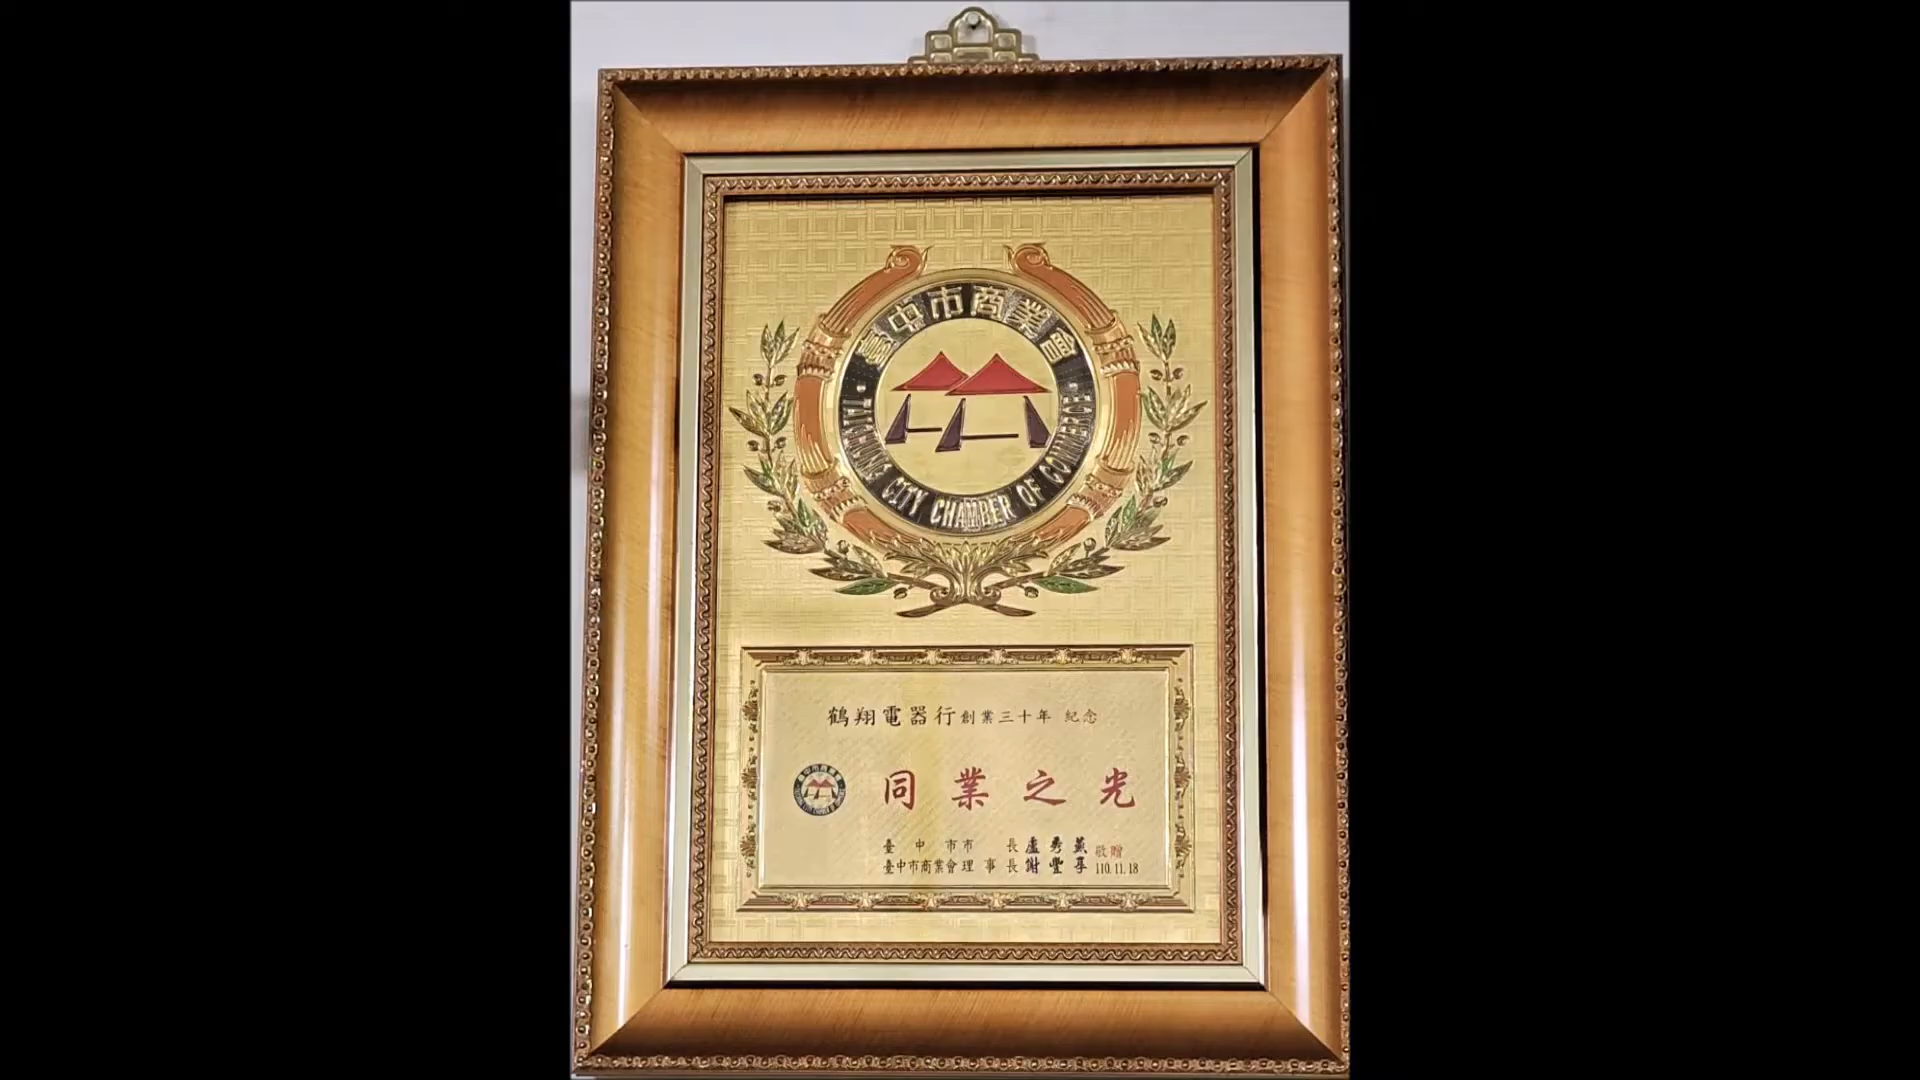 臺中市商業會
TAICHUNG CITY CHAMBER OF COMMERCE
鶴翔電器行創業三十年 紀念
同業之光
臺中市市長盧秀燕
臺中市商業會理事長謝豐享
敬贈
110.11.18